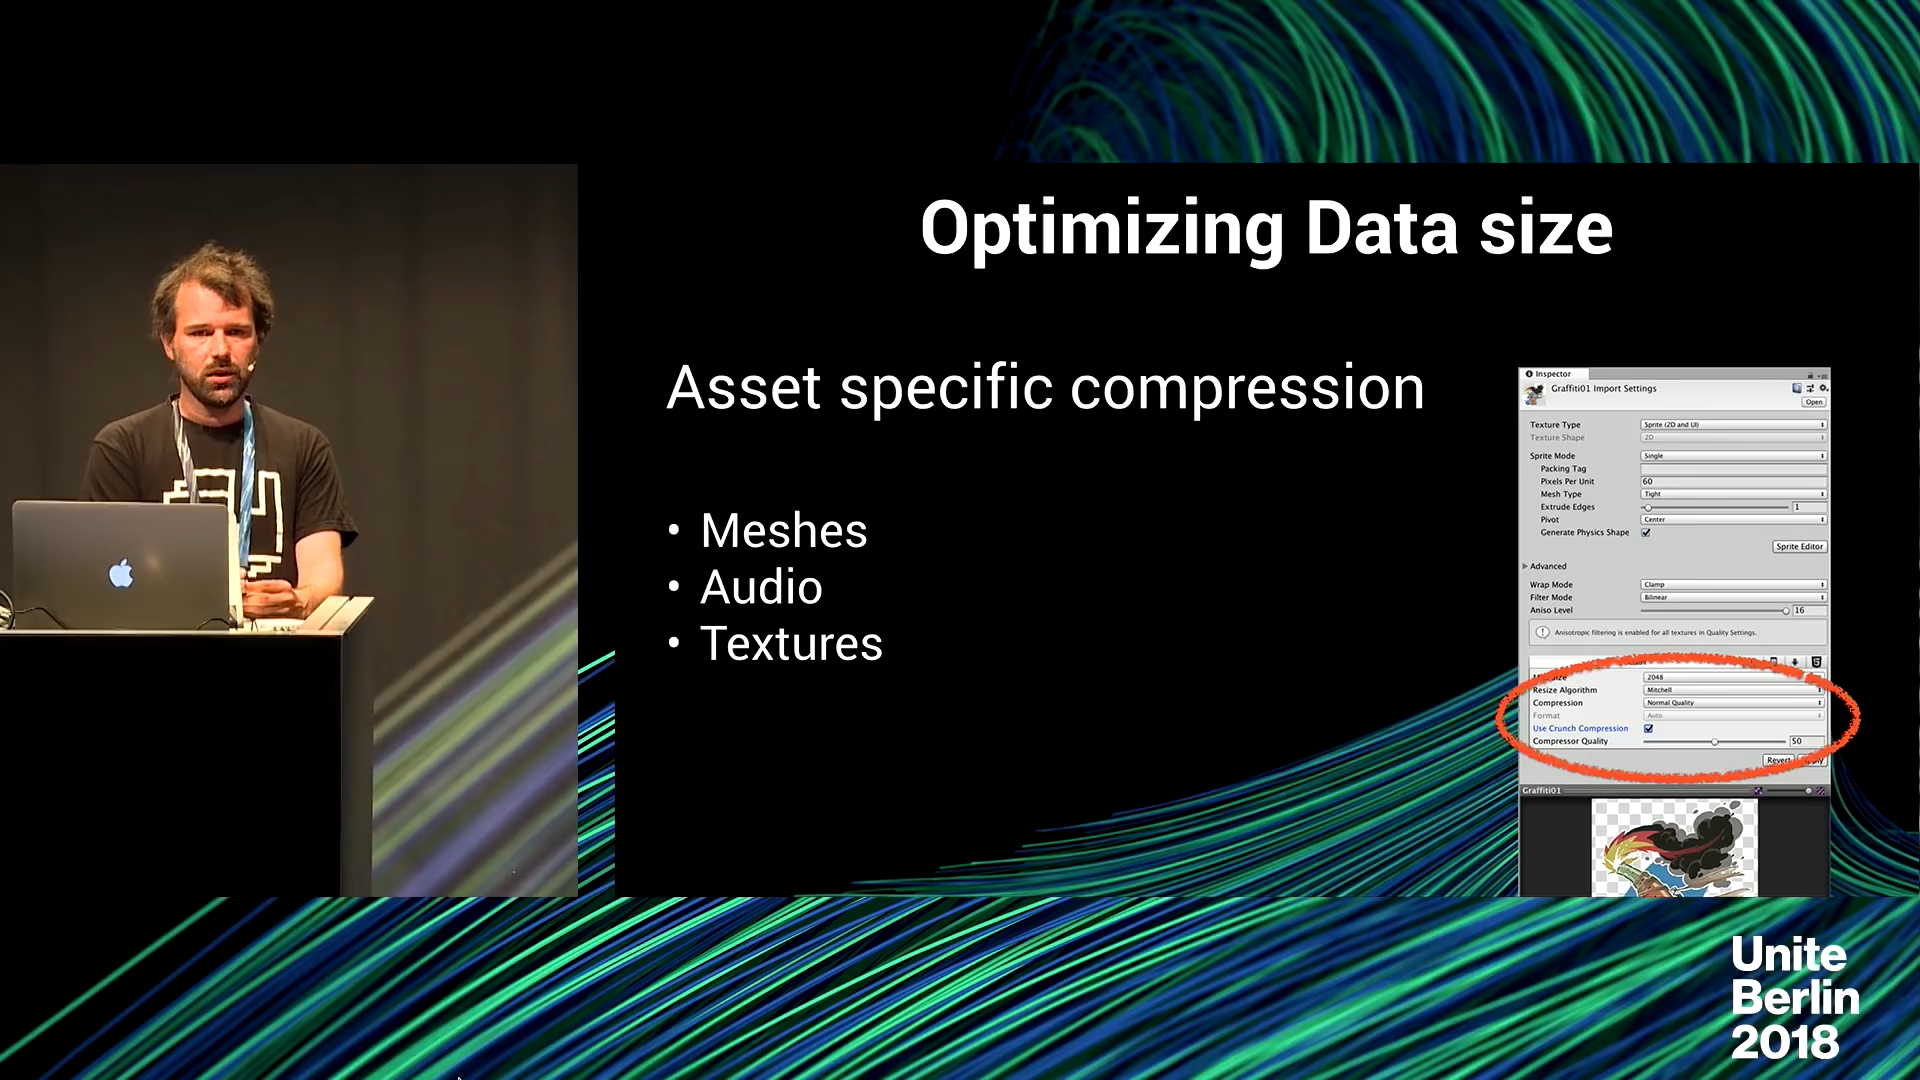 Optimizing Data size
Asset specific compression
• Meshes
• Audio
• Textures
Inspector
Graffiti01 Import Settings
Open
Texture Type Sprite (2D and UI)
Texture Shape 2D
Sprite Mode Single
Packing Tag
Pixels Per Unit 60
Mesh Type Tight
Extrude Edges 1
Pivot Center
Generate Physics Shape
Sprite Editor
Advanced
Wrap Mode Clamp
Filter Mode Bilinear
Aniso Level 16
Anisotropic filtering is enabled for all textures in Quality Settings.
2048
Resize Algorithm Mitchell
Compression Normal Quality
Format Auto
Use Crunch Compression
Compressor Quality 50
Revert
Graffiti01
Unite
Berlin
2018